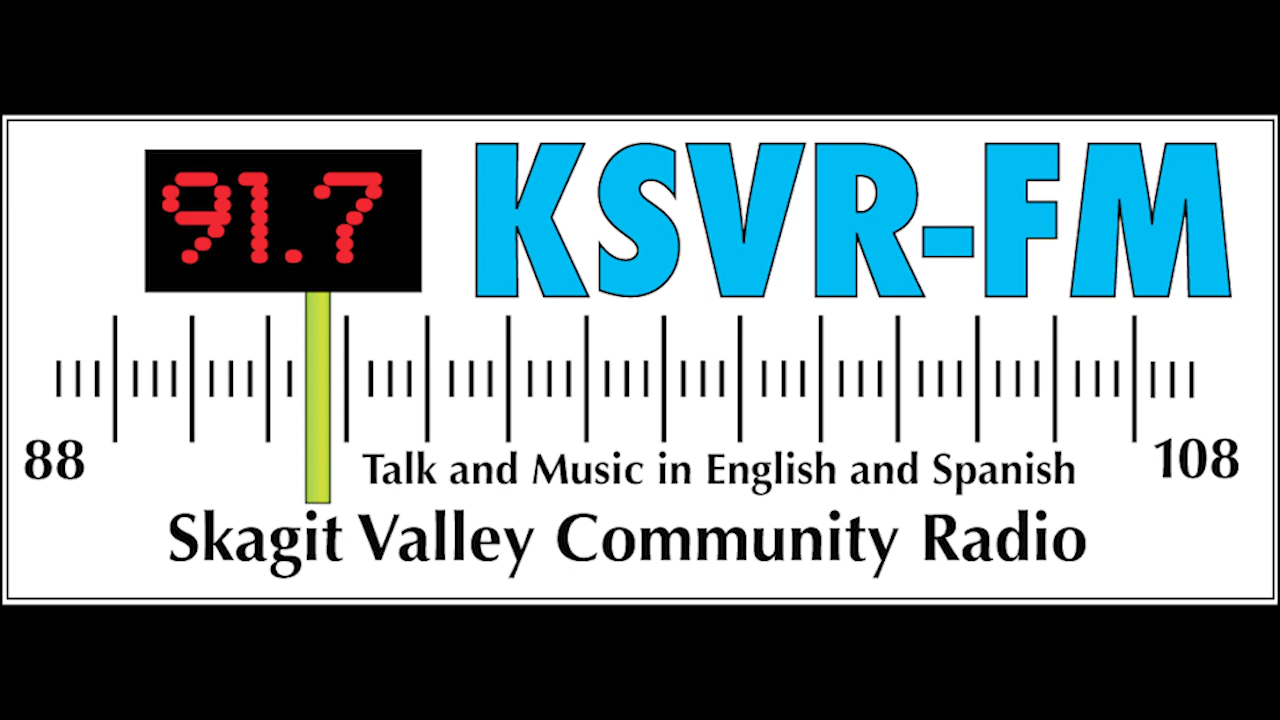 91.7
KSVR-FM
88
108
Talk and Music in English and Spanish
Skagit Valley Community Radio